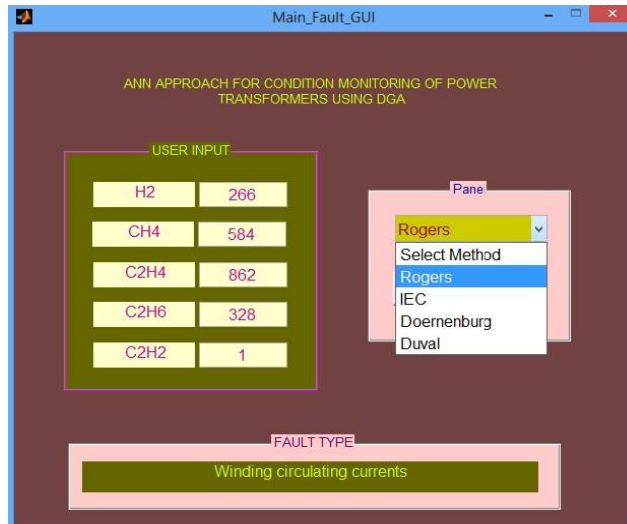 Main_Fault_GUI
ANN APPROACH FOR CONDITION MONITORING OF POWER
TRANSFORMERS USING DGA
USER INPUT
H2 266
CH4 584
C2H4 862
C2H6 328
C2H2 1
Pane
Rogers
Select Method
Rogers
IEC
Doernenburg
Duval
FAULT TYPE
Winding circulating currents